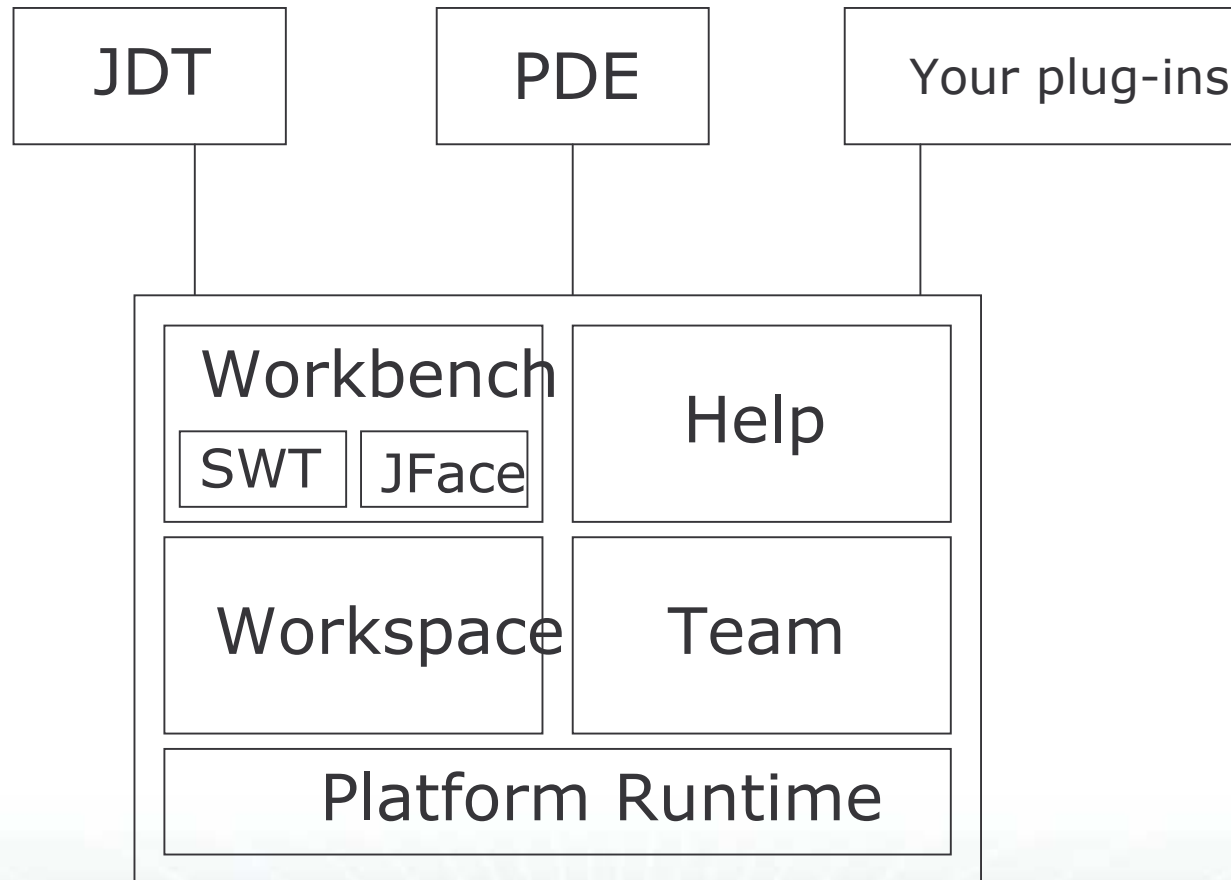 JDT
PDE
Your plug-ins
Workbench
SWT
JFace
Help
Workspace
Team
Platform Runtime